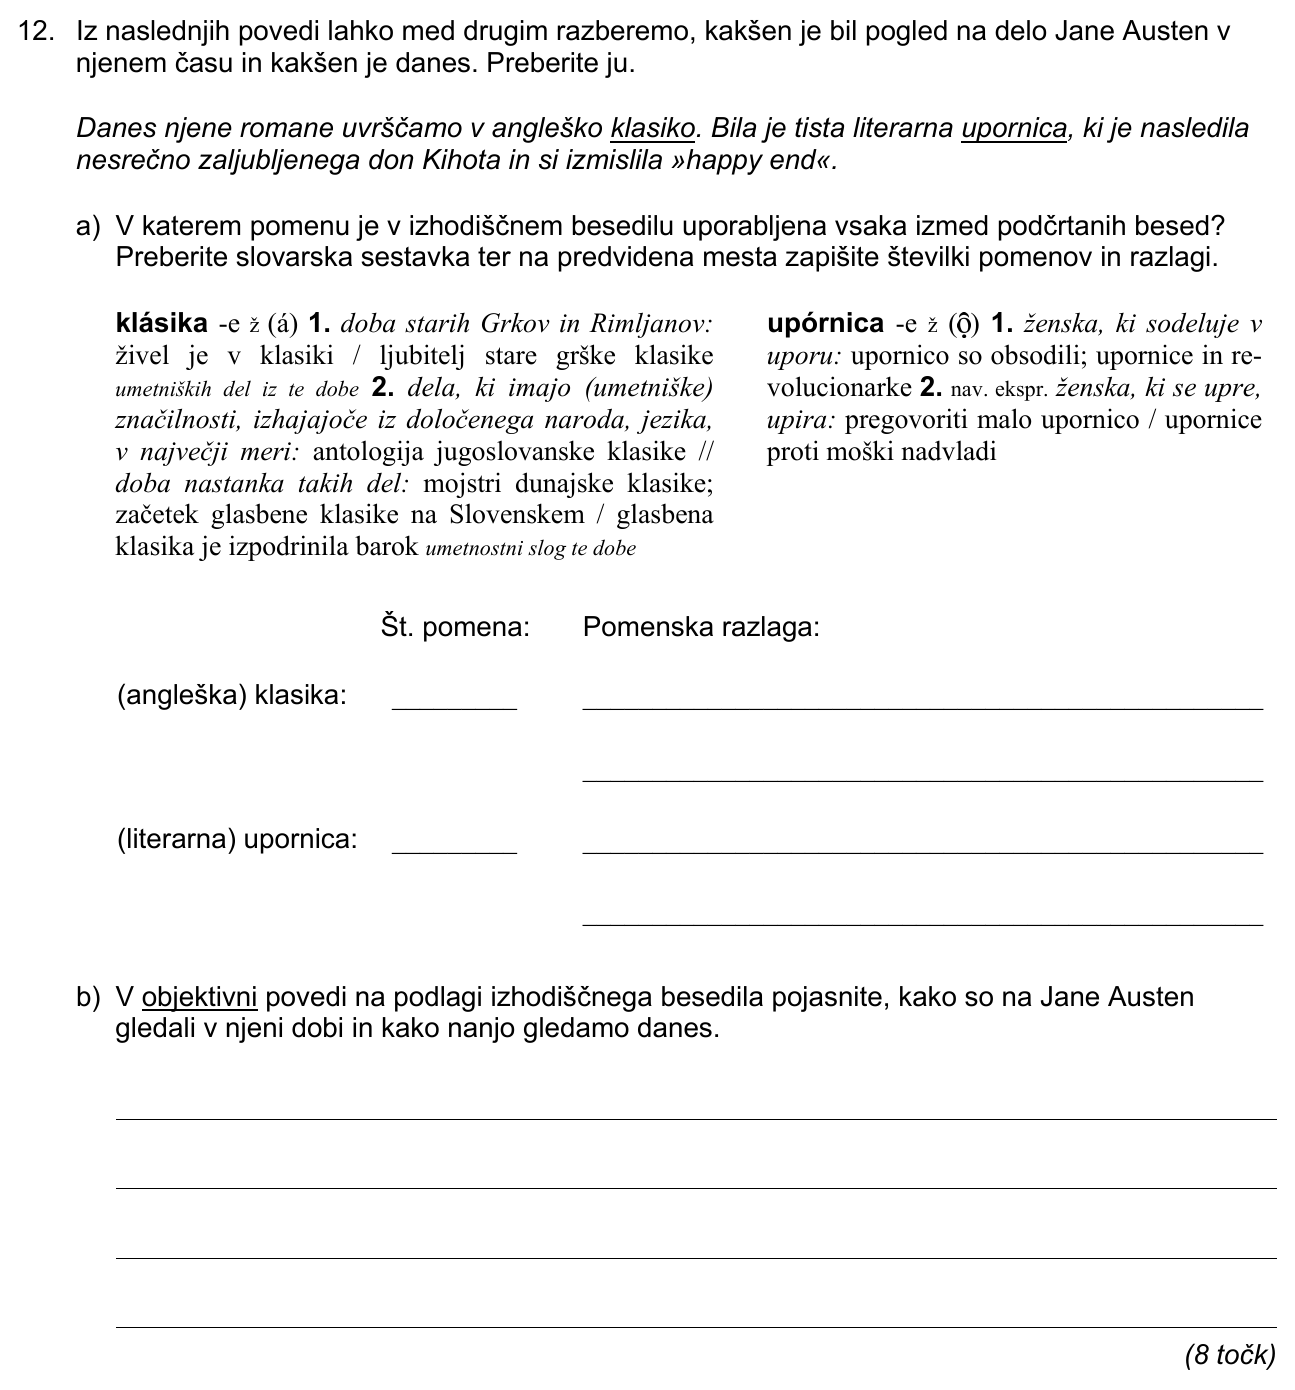 12. Iz naslednjih povedi lahko med drugim razberemo, kakšen je bil pogled na delo Jane Austen v
njenem času in kakšen je danes. Preberite ju.
Danes njene romane uvrščamo v angleško klasiko. Bila je tista literarna upornica, ki je nasledila
nesrečno zaljubljenega don Kihota in si izmislila »happy end«.
a) V katerem pomenu je v izhodiščnem besedilu uporabljena vsaka izmed podčrtanih besed?
Preberite slovarska sestavka ter na predvidena mesta zapišite številki pomenov in razlagi.
klásika -e ž (á) 1. doba starih Grkov in Rimljanov:
živel je v klasiki / ljubitelj stare grške klasike
umetniških del iz te dobe 2. dela, ki imajo (umetniške)
značilnosti, izhajajoče iz določenega naroda, jezika,
v največji meri: antologija jugoslovanske klasike //
doba nastanka takih del: mojstri dunajske klasike;
začetek glasbene klasike na Slovenskem / glasbena
klasika je izpodrinila barok umetnostni slog te dobe
upórnica -e ž (ọ̑) 1. ženska, ki sodeluje v
uporu: upornico so obsodili; upornice in re-
volucionarke 2. nav. ekspr. ženska, ki se upre,
upira: pregovoriti malo upornico / upornice
proti moški nadvladi
Št. pomena: Pomenska razlaga:
(angleška) klasika:
(literarna) upornica:
b) V objektivni povedi na podlagi izhodiščnega besedila pojasnite, kako so na Jane Austen
gledali v njeni dobi in kako nanjo gledamo danes.
(8 točk)